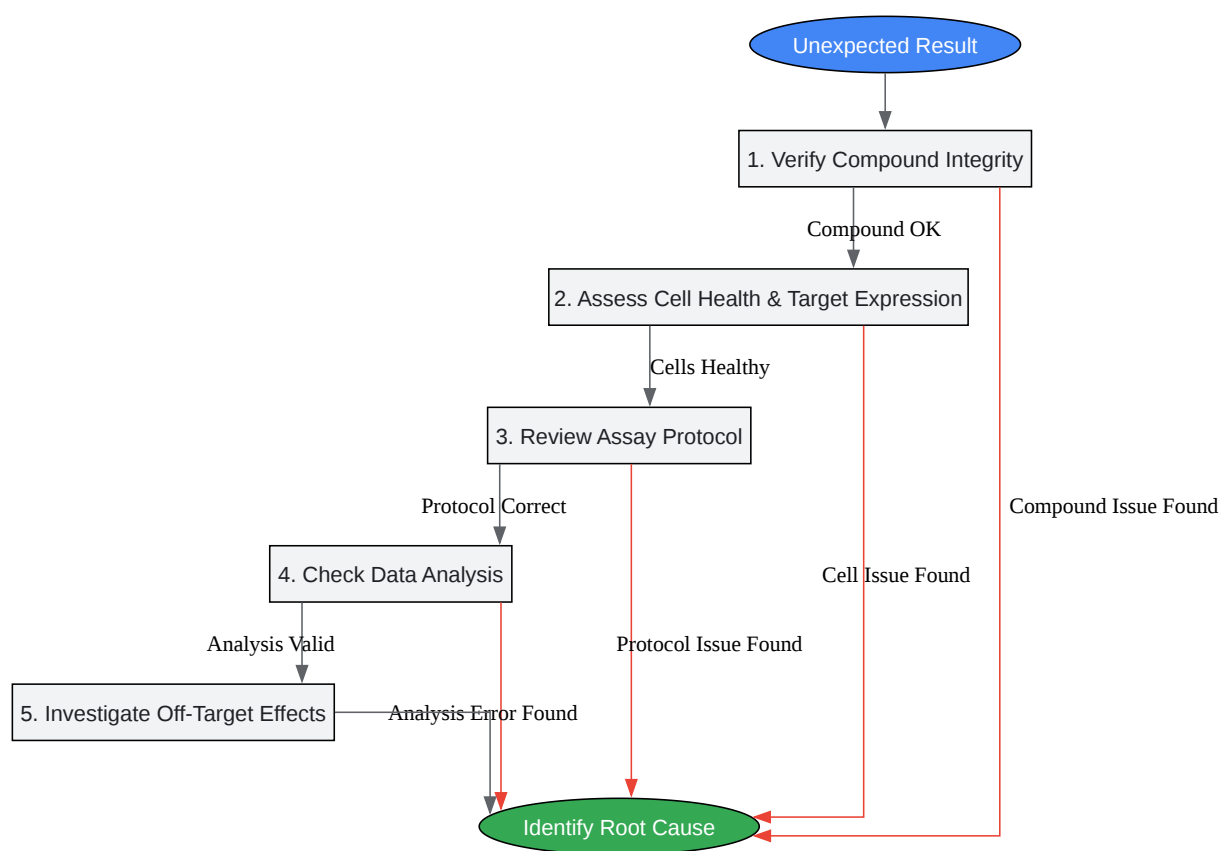 Unexpected Result
1. Verify Compound Integrity
Compound OK
2. Assess Cell Health & Target Expression
Cells Healthy
3. Review Assay Protocol
Protocol Correct
Compound Issue Found
4. Check Data Analysis
Cell Issue Found
Analysis Valid
Protocol Issue Found
5. Investigate Off-Target Effects
Analysis Error Found
Identify Root Cause